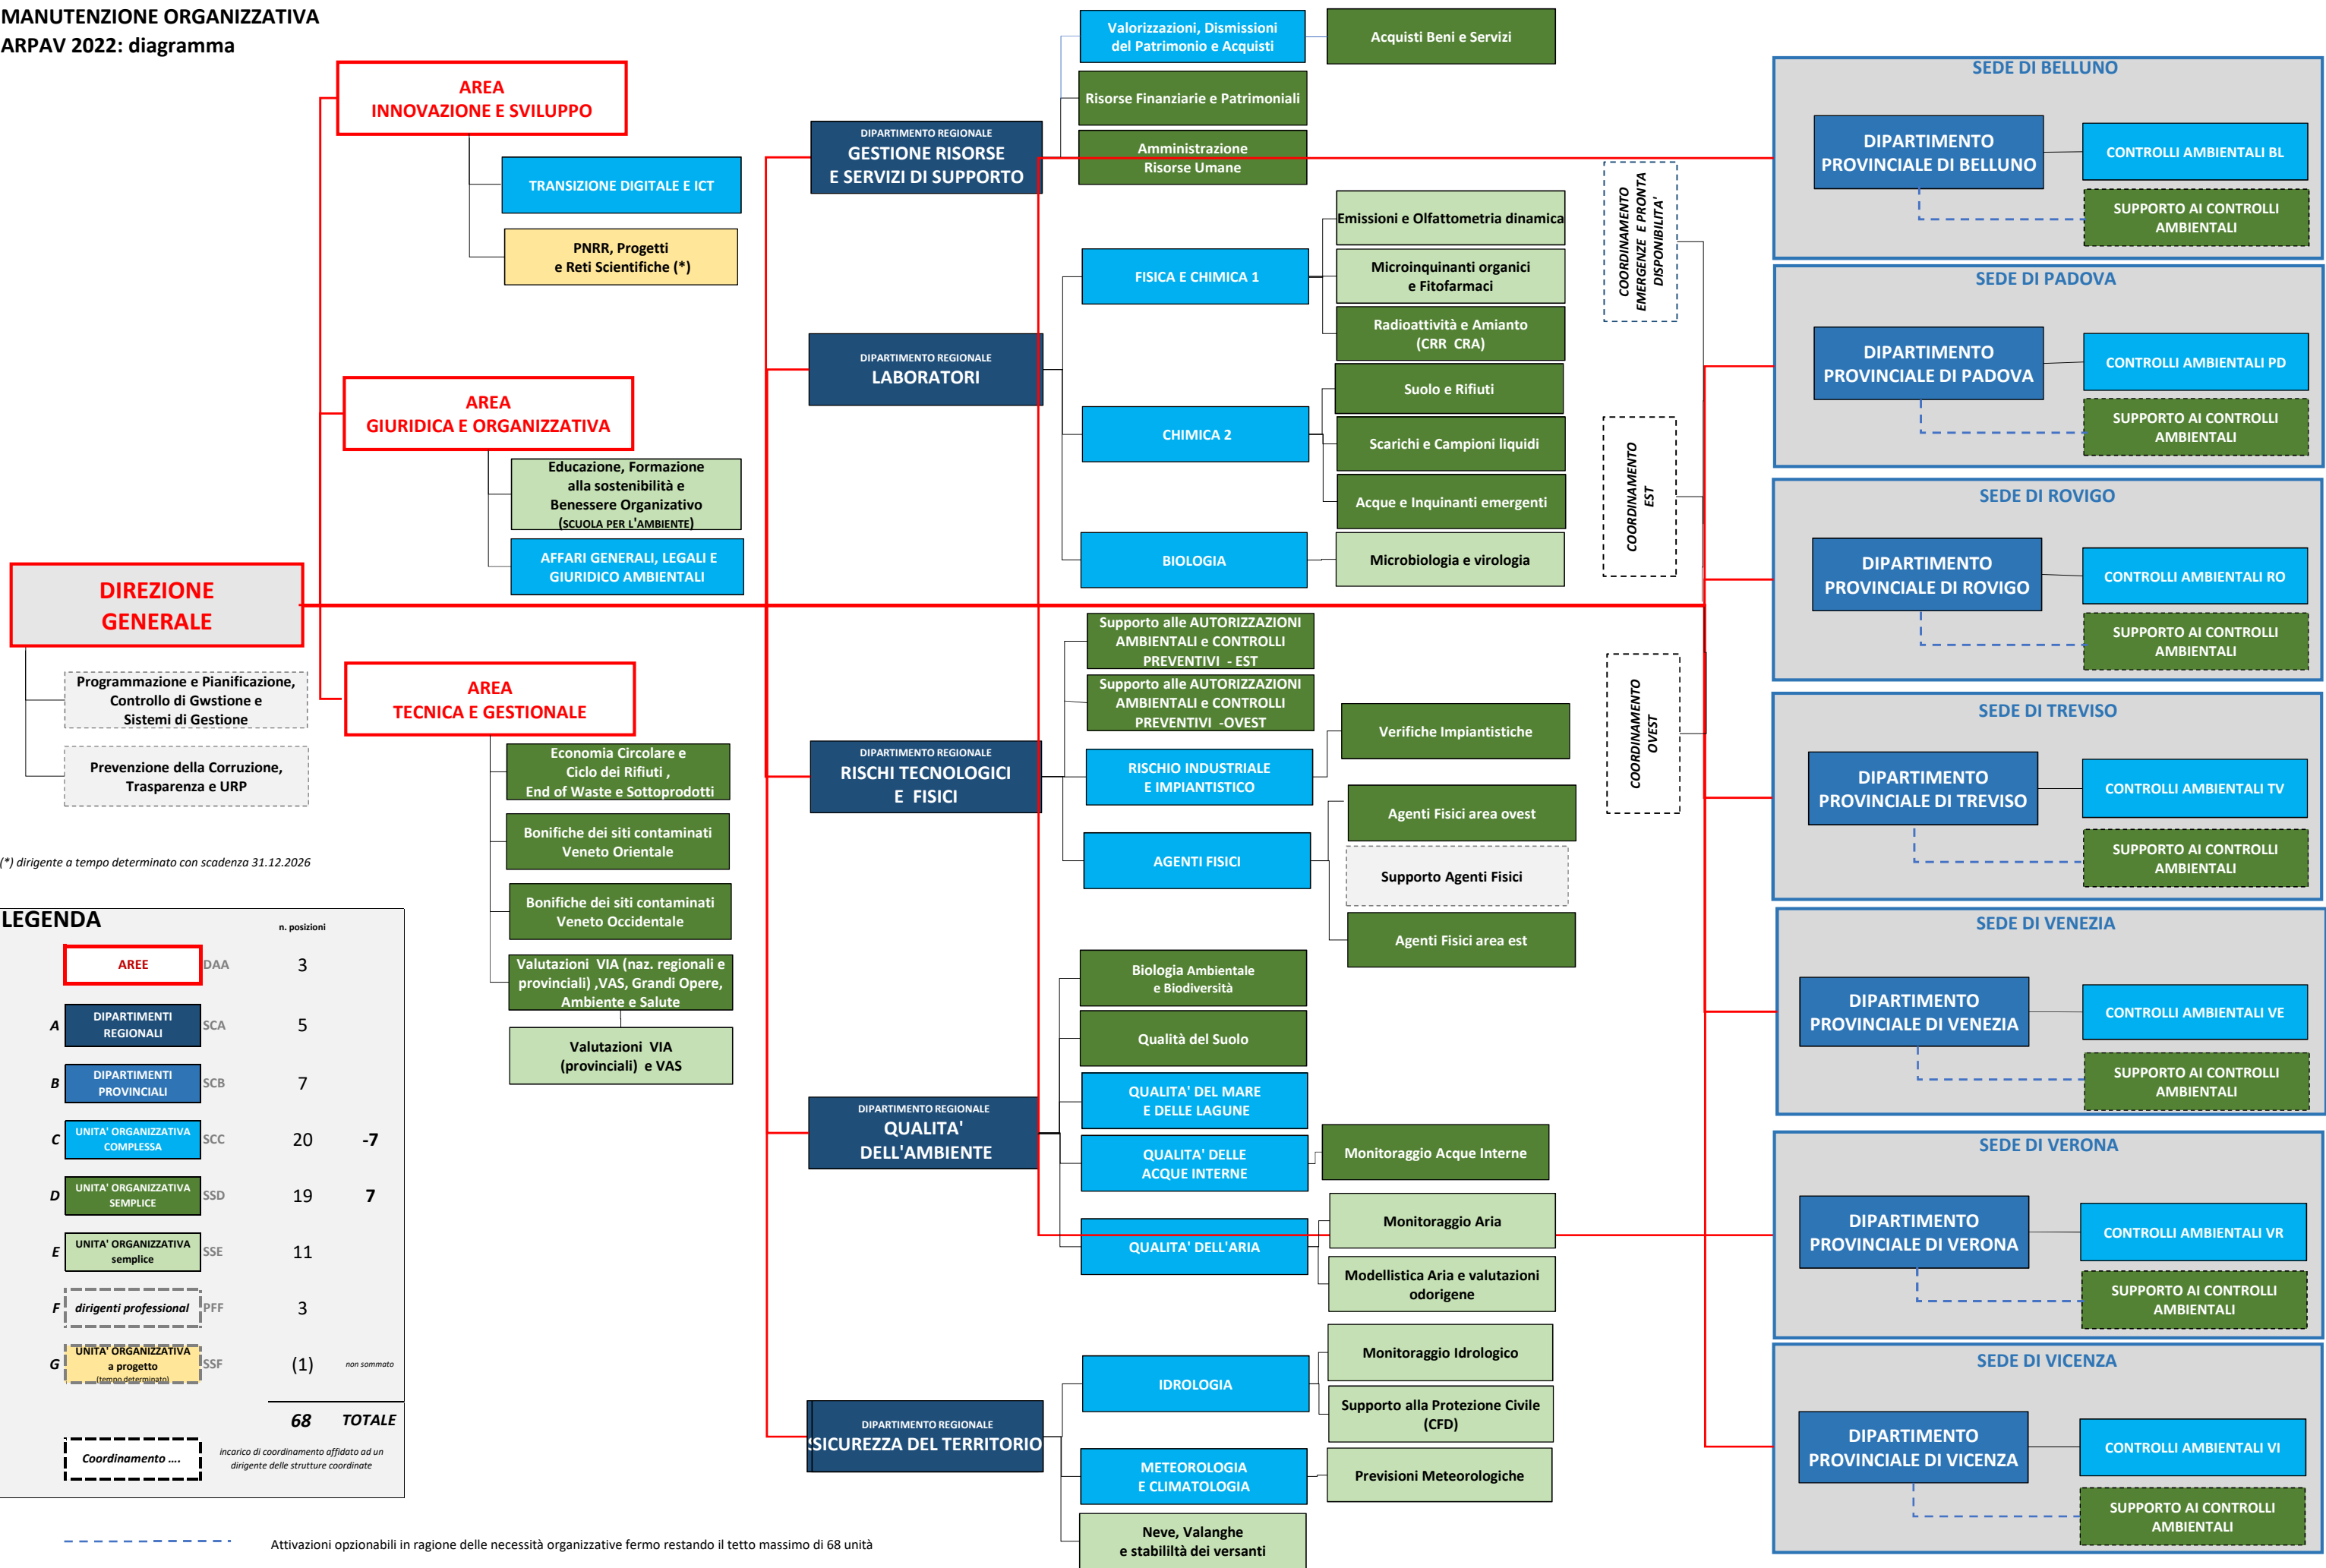 MANUTENZIONE ORGANIZZATIVA
ARPAV 2022: diagramma
AREA
INNOVAZIONE E SVILUPPO
TRANSIZIONE DIGITALE E ICT
PNRR, Progetti
e Reti Scientifiche (*)
AREA
GIURIDICA E ORGANIZZATIVA
Educazione, Formazione
alla sostenibilità e
Benessere Organizativo
(SCUOLA PER L'AMBIENTE)
AFFARI GENERALI, LEGALI E
GIURIDICO AMBIENTALI
DIREZIONE
GENERALE
Programmazione e Pianificazione,
Controllo di Gwstione e
Sistemi di Gestione
Prevenzione della Corruzione,
Trasparenza e URP
AREA
TECNICA E GESTIONALE
Economia Circolare e
Ciclo dei Rifiuti ,
End of Waste e Sottoprodotti
Bonifiche dei siti contaminati
Veneto Orientale
Bonifiche dei siti contaminati
Veneto Occidentale
Valutazioni VIA (naz. regionali e
provinciali) ,VAS, Grandi Opere,
Ambiente e Salute
Valutazioni VIA
(provinciali) e VAS
(*) dirigente a tempo determinato con scadenza 31.12.2026
LEGENDA
n. posizioni
AREE DAA 3
A DIPARTIMENTI
REGIONALI SCA 5
B DIPARTIMENTI
PROVINCIALI SCB 7
C UNITA' ORGANIZZATIVA
COMPLESSA SCC 20 -7
D UNITA' ORGANIZZATIVA
SEMPLICE SSD 19 7
E UNITA' ORGANIZZATIVA
semplice SSE 11
F dirigenti professional PFF 3
G UNITA' ORGANIZZATIVA
a progetto
(tempo determinato) SSF (1) non sommato
68 TOTALE
Coordinamento ....
incarico di coordinamento affidato ad un
dirigente delle strutture coordinate
Attivazioni opzionabili in ragione delle necessità organizzative fermo restando il tetto massimo di 68 unità
DIPARTIMENTO REGIONALE
GESTIONE RISORSE
E SERVIZI DI SUPPORTO
Valorizzazioni, Dismissioni
del Patrimonio e Acquisti
Acquisti Beni e Servizi
Risorse Finanziarie e Patrimoniali
Amministrazione
Risorse Umane
DIPARTIMENTO REGIONALE
LABORATORI
FISICA E CHIMICA 1
Emissioni e Olfattometria dinamica
Microinquinanti organici
e Fitofarmaci
Radioattività e Amianto
(CRR CRA)
CHIMICA 2
Suolo e Rifiuti
Scarichi e Campioni liquidi
Acque e Inquinanti emergenti
BIOLOGIA
Microbiologia e virologia
DIPARTIMENTO REGIONALE
RISCHI TECNOLOGICI
E FISICI
Supporto alle AUTORIZZAZIONI
AMBIENTALI e CONTROLLI
PREVENTIVI - EST
Supporto alle AUTORIZZAZIONI
AMBIENTALI e CONTROLLI
PREVENTIVI -OVEST
RISCHIO INDUSTRIALE
E IMPIANTISTICO
Verifiche Impiantistiche
AGENTI FISICI
Agenti Fisici area ovest
Supporto Agenti Fisici
Agenti Fisici area est
DIPARTIMENTO REGIONALE
QUALITA'
DELL'AMBIENTE
Biologia Ambientale
e Biodiversità
Qualità del Suolo
QUALITA' DEL MARE
E DELLE LAGUNE
QUALITA' DELLE
ACQUE INTERNE
Monitoraggio Acque Interne
QUALITA' DELL'ARIA
Monitoraggio Aria
Modellistica Aria e valutazioni
odorigene
DIPARTIMENTO REGIONALE
SICUREZZA DEL TERRITORIO
IDROLOGIA
Monitoraggio Idrologico
Supporto alla Protezione Civile
(CFD)
METEOROLOGIA
E CLIMATOLOGIA
Previsioni Meteorologiche
Neve, Valanghe
e stabililtà dei versanti
COORDINAMENTO
EMERGENZE E PRONTA
DISPONIBILITA'
COORDINAMENTO
EST
COORDINAMENTO
OVEST
SEDE DI BELLUNO
DIPARTIMENTO
PROVINCIALE DI BELLUNO
CONTROLLI AMBIENTALI BL
SUPPORTO AI CONTROLLI
AMBIENTALI
SEDE DI PADOVA
DIPARTIMENTO
PROVINCIALE DI PADOVA
CONTROLLI AMBIENTALI PD
SUPPORTO AI CONTROLLI
AMBIENTALI
SEDE DI ROVIGO
DIPARTIMENTO
PROVINCIALE DI ROVIGO
CONTROLLI AMBIENTALI RO
SUPPORTO AI CONTROLLI
AMBIENTALI
SEDE DI TREVISO
DIPARTIMENTO
PROVINCIALE DI TREVISO
CONTROLLI AMBIENTALI TV
SUPPORTO AI CONTROLLI
AMBIENTALI
SEDE DI VENEZIA
DIPARTIMENTO
PROVINCIALE DI VENEZIA
CONTROLLI AMBIENTALI VE
SUPPORTO AI CONTROLLI
AMBIENTALI
SEDE DI VERONA
DIPARTIMENTO
PROVINCIALE DI VERONA
CONTROLLI AMBIENTALI VR
SUPPORTO AI CONTROLLI
AMBIENTALI
SEDE DI VICENZA
DIPARTIMENTO
PROVINCIALE DI VICENZA
CONTROLLI AMBIENTALI VI
SUPPORTO AI CONTROLLI
AMBIENTALI